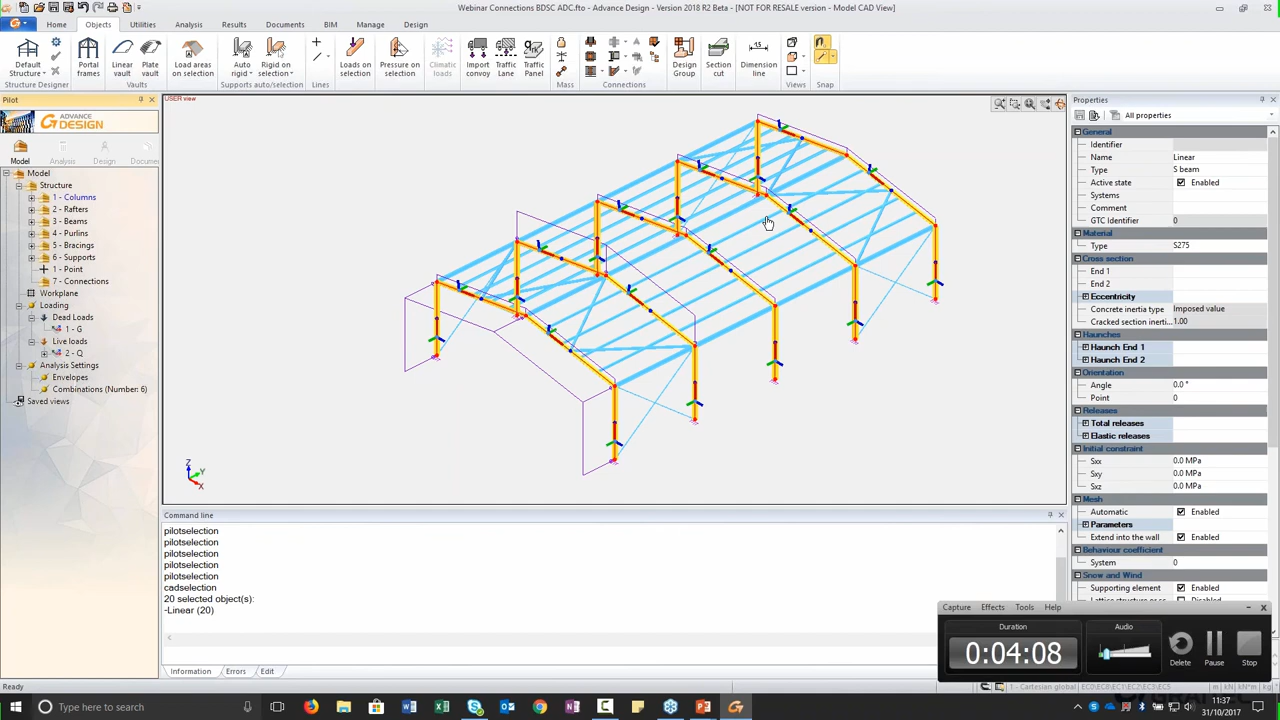 Webinar Connections BDSC ADC.fto - Advance Design - Version 2018 R2 Beta - [NOT FOR RESALE version - Model CAD View]
Home
Objects
Utilities
Analysis
Results
Documents
BIM
Manage
Design
Default Structure
Portal frames
Linear vault
Plate vault
Load areas on selection
Auto rigid
Rigid on selection
Loads on selection
Pressure on selection
Climatic loads
Import convoy
Traffic Lane
Traffic Panel
Design Group
Section cut
Dimension line
Structure Designer
Vaults
Supports auto/selection
Lines
Mass
Connections
Views
Snap
Pilot
ADVANCE
DESIGN
Model
Analysis
Design
Model
Structure
1 - Columns
2 - Rafters
3 - Beams
4 - Purlins
5 - Bracings
6 - Supports
1 - Point
7 - Connections
Workplane
Loading
Dead Loads
1 - G
Live loads
2 - Q
Analysis Settings
Envelopes
Combinations (Number: 6)
Saved views
USER view
Z
Y
X
Command line
pilotselection
pilotselection
pilotselection
pilotselection
pilotselection
cadselection
20 selected object(s):
-Linear (20)
Information
Errors
Edit
Properties
All properties
General
Identifier
Name Linear
Type S beam
Active state Enabled
Systems
Comment
GTC Identifier 0
Material
Type S275
Cross section
End 1
End 2
Eccentricity
Concrete inertia type Imposed value
Cracked section inerti... 1.00
Haunches
Haunch End 1
Haunch End 2
Orientation
Angle 0.0 °
Point 0
Releases
Total releases
Elastic releases
Initial constraint
Sxx 0.0 MPa
Sxy 0.0 MPa
Sxz 0.0 MPa
Mesh
Automatic Enabled
Parameters
Extend into the wall Enabled
Behaviour coefficient
System 0
Snow and Wind
Supporting element Enabled
Capture
Effects
Tools
Help
Duration
Audio
0:04:08
Delete
Pause
Stop
Ready
1 - Cartesian global
EC0\EC0\EC1\EC2\EC3\EC5
Type here to search
11:37
31/10/2017